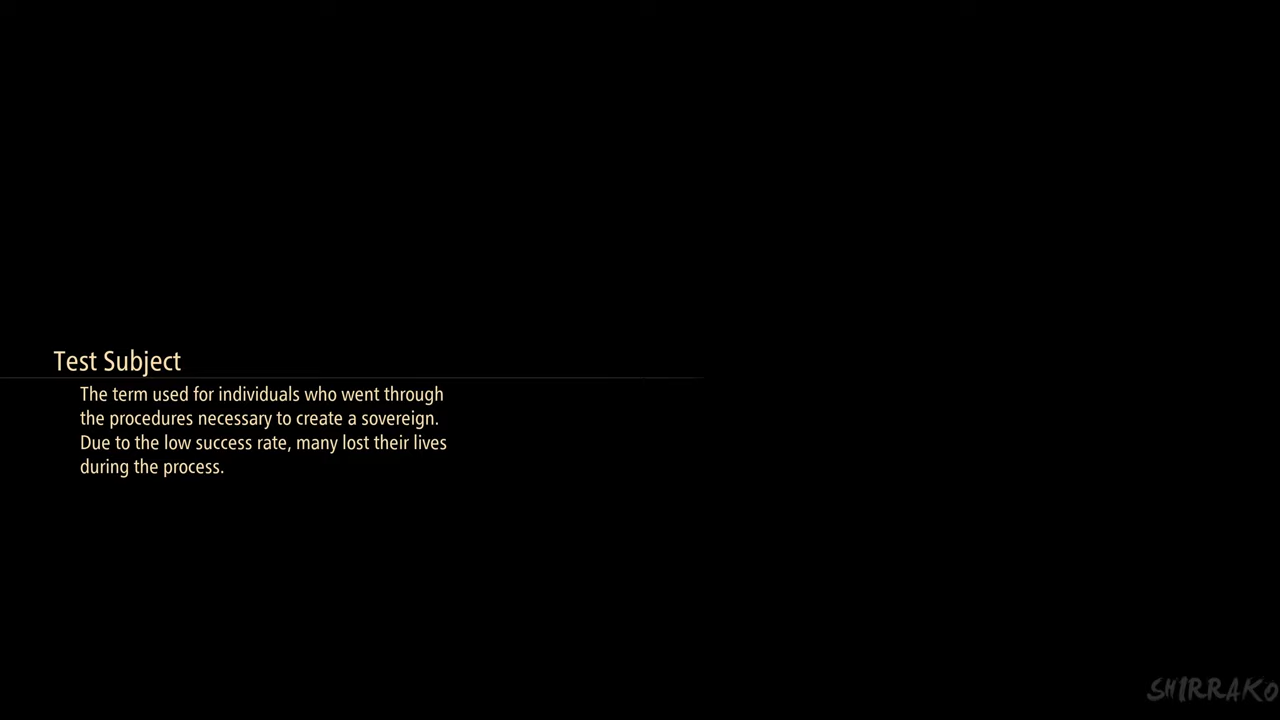 Test Subject
The term used for individuals who went through
the procedures necessary to create a sovereign.
Due to the low success rate, many lost their lives
during the process.
SHIRRAKO